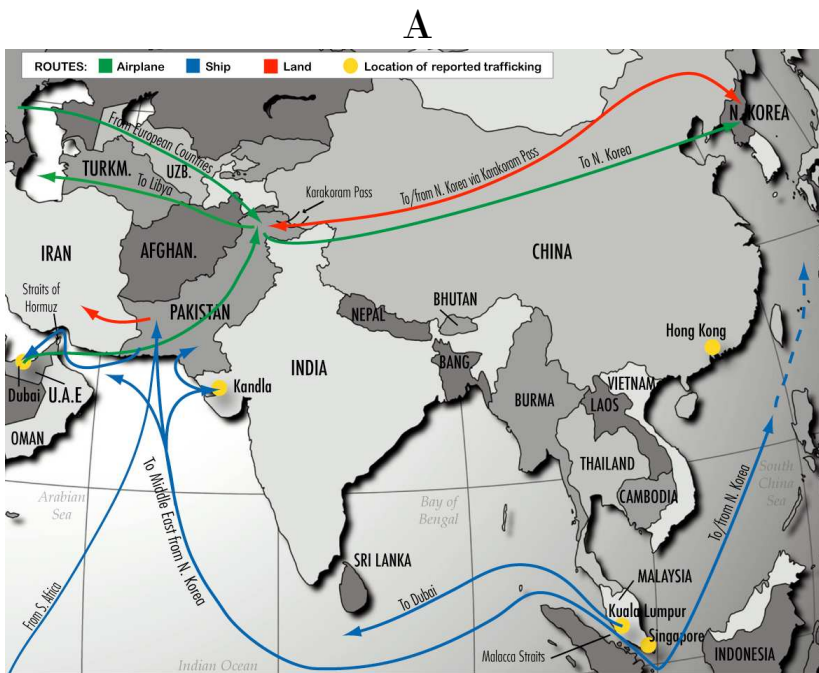 A
ROUTES: Airplane Ship Land Location of reported trafficking
From European Countries
N. KOREA
TURKM.
UZB.
To Libya
Karakoram Pass
To/from N. Korea via Karakoram Pass
To N. Korea
IRAN
AFGHAN.
CHINA
Straits of
Hormuz
PAKISTAN
NEPAL
BHUTAN
Hong Kong
INDIA
BANG.
Kandla
Dubai
U.A.E
BURMA
VIETNAM
LAOS
OMAN
THAILAND
To Middle East from N. Korea
Arabian
Sea
Bay of
Bengal
CAMBODIA
South
China
Sea
To/from N. Korea
SRI LANKA
MALAYSIA
From S. Africa
To Dubai
Kuala Lumpur
Singapore
Malacca Straits
INDONESIA
Indian Ocean